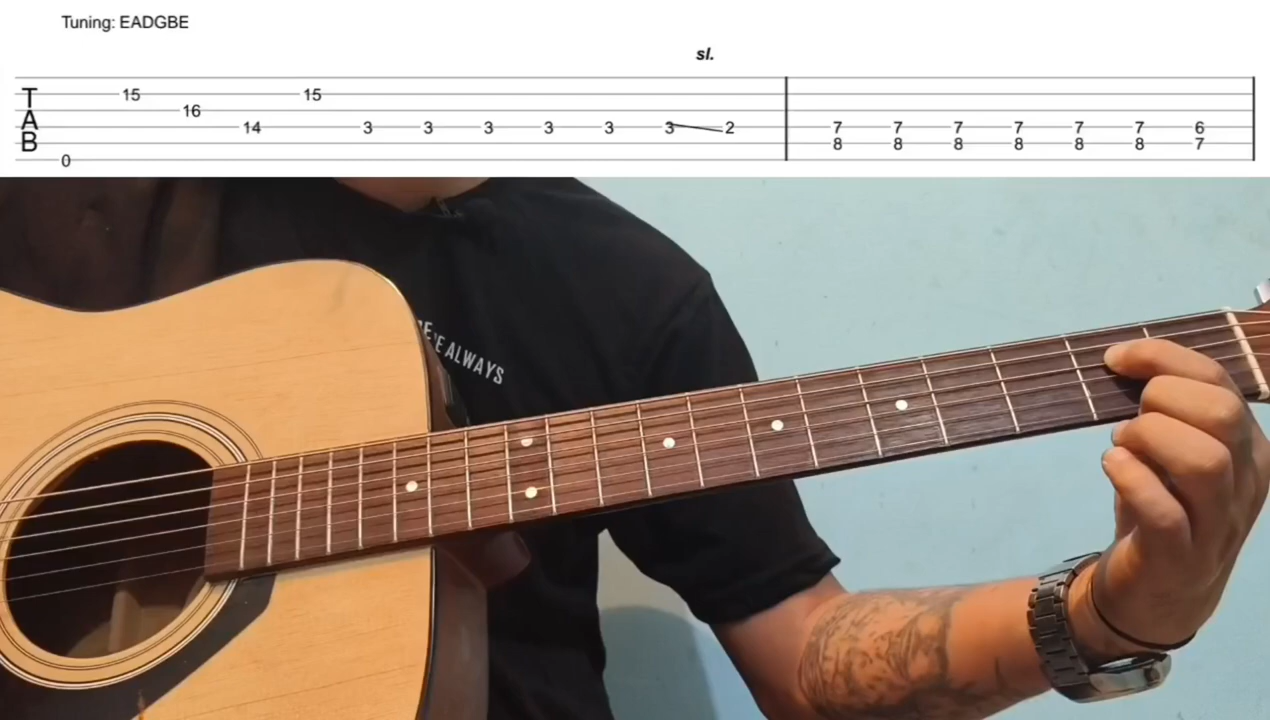 Tuning: EADGBE
sl.
T 15 15
A 16
B 14 3 3 3 3 3 3 2 7 7 7 7 7 7 6
8 8 8 8 8 8 7
0
E'VE ALWAYS